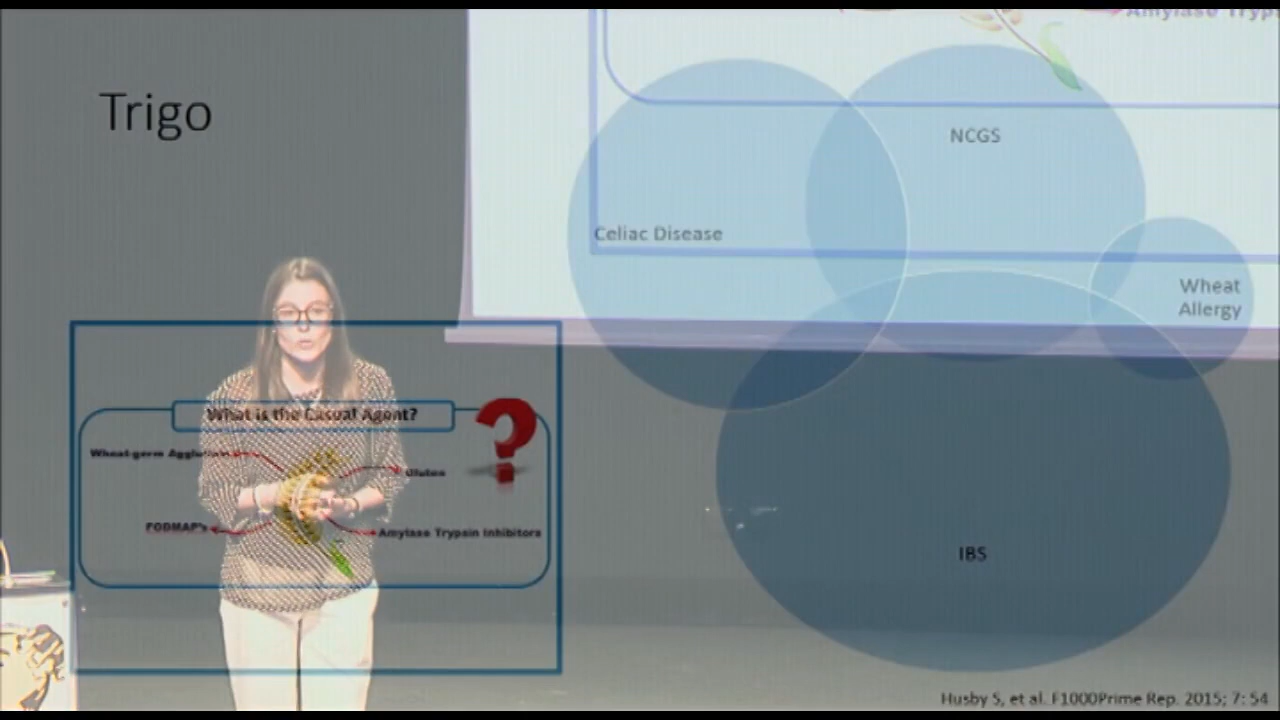 Amylase Tryp
Trigo
NCGS
Celiac Disease
Wheat
Allergy
What is the Casual Agent?
Wheat-germ
Gluten
FODMAP's
Amylase Trypsin Inhibitors
IBS
Husby S, et al. F1000Prime Rep. 2015; 7: 54